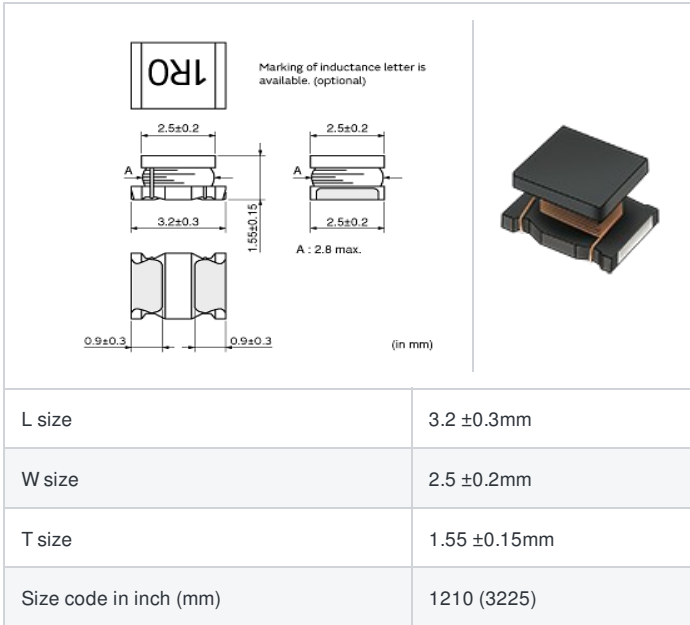 1R0
Marking of inductance letter is
available. (optional)
2.5±0.2
2.5±0.2
A
A
3.2±0.3
1.55±0.15
2.5±0.2
A : 2.8 max.
0.9±0.3
0.9±0.3
(in mm)
L size
3.2 ±0.3mm
W size
2.5 ±0.2mm
T size
1.55 ±0.15mm
Size code in inch (mm)
1210 (3225)